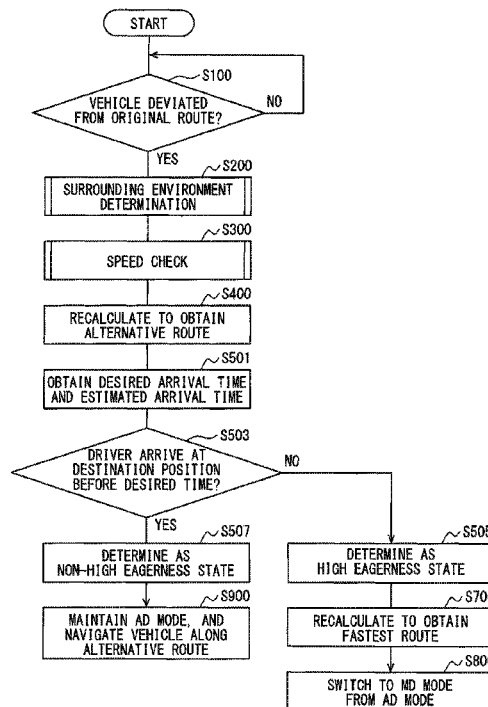 START
S100
VEHICLE DEVIATED
FROM ORIGINAL ROUTE?
NO
YES
S200
SURROUNDING ENVIRONMENT
DETERMINATION
S300
SPEED CHECK
S400
RECALCULATE TO OBTAIN
ALTERNATIVE ROUTE
S501
OBTAIN DESIRED ARRIVAL TIME
AND ESTIMATED ARRIVAL TIME
S503
DRIVER ARRIVE AT
DESTINATION POSITION
BEFORE DESIRED TIME?
NO
YES
S507
DETERMINE AS
NON-HIGH EAGERNESS STATE
S900
MAINTAIN AD MODE, AND
NAVIGATE VEHICLE ALONG
ALTERNATIVE ROUTE
S505
DETERMINE AS
HIGH EAGERNESS STATE
S70
RECALCULATE TO OBTAIN
FASTEST ROUTE
S80
SWITCH TO MD MODE
FROM AD MODE